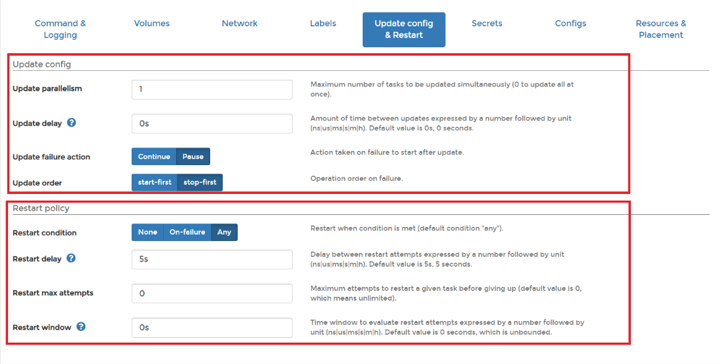 Command & Logging
Volumes
Network
Labels
Update config & Restart
Secrets
Configs
Resources & Placement
Update config
Update parallelism
1
Maximum number of tasks to be updated simultaneously (0 to update all at
once).
Update delay ?
0s
Amount of time between updates expressed by a number followed by unit
(ns|us|ms|s|m|h). Default value is 0s, 0 seconds.
Update failure action
Continue Pause
Action taken on failure to start after update.
Update order
start-first stop-first
Operation order on failure.
Restart policy
Restart condition
None On-failure Any
Restart when condition is met (default condition "any").
Restart delay ?
5s
Delay between restart attempts expressed by a number followed by unit
(ns|us|ms|s|m|h). Default value is 5s, 5 seconds.
Restart max attempts
0
Maximum attempts to restart a given task before giving up (default value is 0,
which means unlimited).
Restart window ?
0s
Time window to evaluate restart attempts expressed by a number followed by
unit (ns|us|ms|s|m|h). Default value is 0 seconds, which is unbounded.